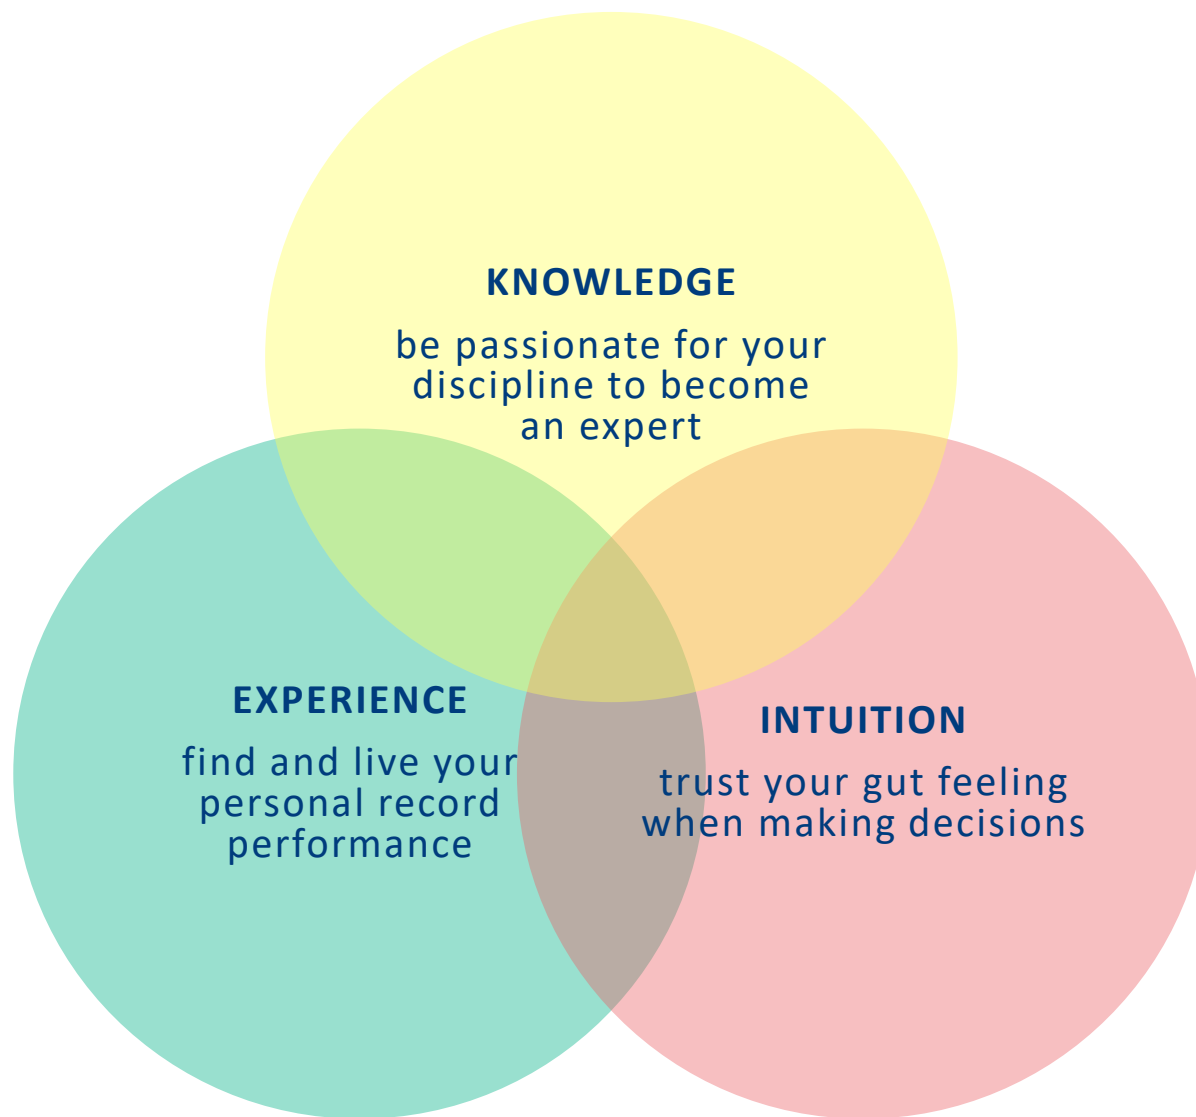 KNOWLEDGE
be passionate for your
discipline to become
an expert
EXPERIENCE
find and live your
personal record
performance
INTUITION
trust your gut feeling
when making decisions